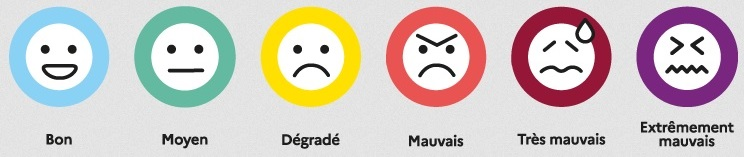 Bon
Moyen
Dégradé
Mauvais
Très mauvais
Extrêmement
mauvais